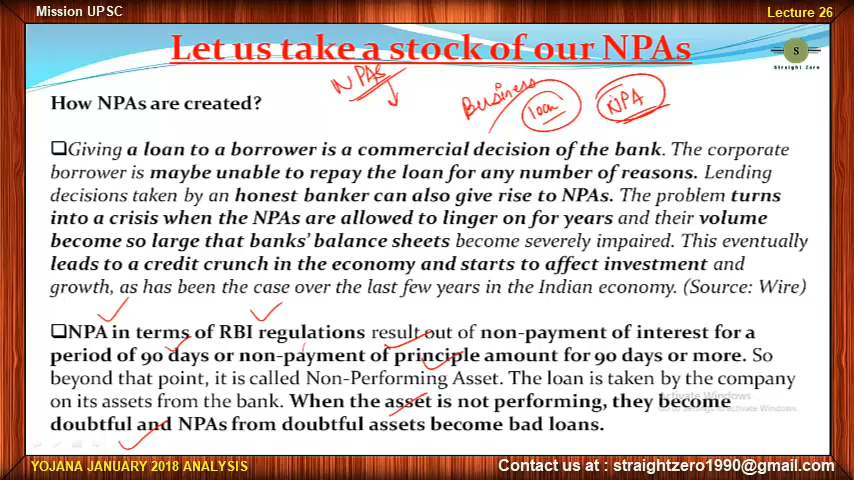 Mission UPSC
Lecture 26
Let us take a stock of our NPAs
S
Straight Zero
NPAs
Business
loan
NPA
How NPAs are created?
❑Giving a loan to a borrower is a commercial decision of the bank. The corporate
borrower is maybe unable to repay the loan for any number of reasons. Lending
decisions taken by an honest banker can also give rise to NPAs. The problem turns
into a crisis when the NPAs are allowed to linger on for years and their volume
become so large that banks' balance sheets become severely impaired. This eventually
leads to a credit crunch in the economy and starts to affect investment and
growth, as has been the case over the last few years in the Indian economy. (Source: Wire)
❑NPA in terms of RBI regulations result out of non-payment of interest for a
period of 90 days or non-payment of principle amount for 90 days or more. So
beyond that point, it is called Non-Performing Asset. The loan is taken by the company
on its assets from the bank. When the asset is not performing, they become
doubtful and NPAs from doubtful assets become bad loans.
Activate Windows
Go to Settings to activate Windows.
YOJANA JANUARY 2018 ANALYSIS
Contact us at : straightzero1990@gmail.com